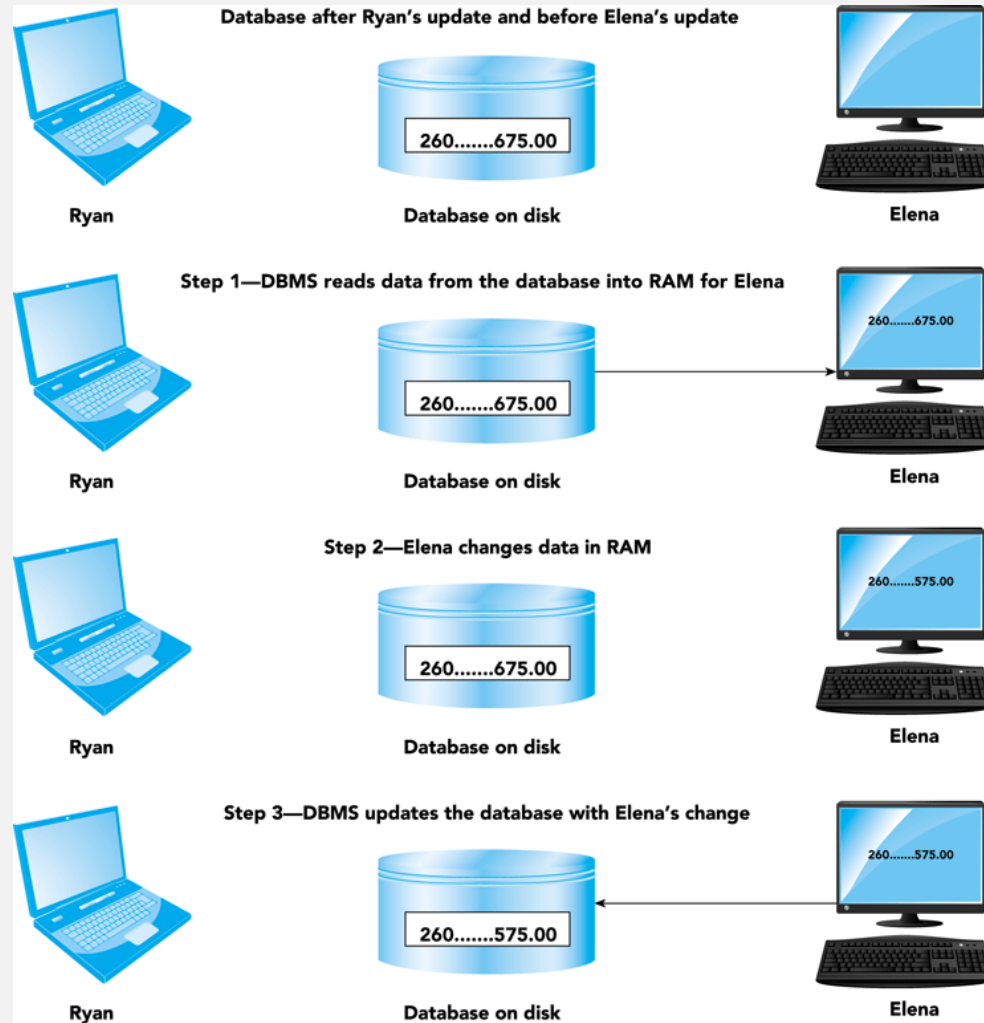 Database after Ryan’s update and before Elena’s update
260.......675.00
Ryan
Database on disk
Elena
Step 1—DBMS reads data from the database into RAM for Elena
260.......675.00
260.......675.00
Ryan
Database on disk
Elena
Step 2—Elena changes data in RAM
260.......575.00
260.......675.00
Ryan
Database on disk
Elena
Step 3—DBMS updates the database with Elena’s change
260.......575.00
260.......575.00
Ryan
Database on disk
Elena